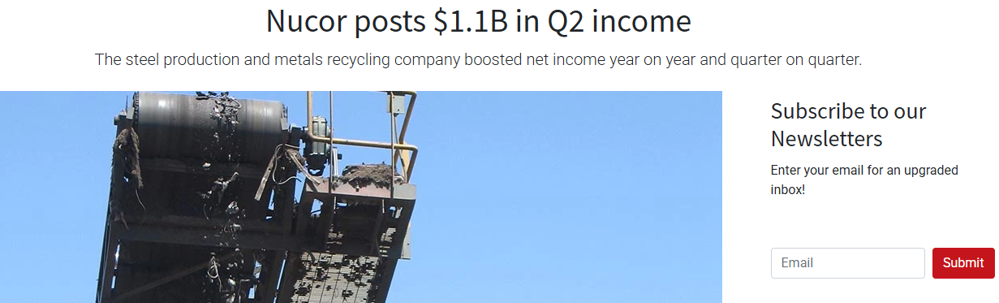 Nucor posts $1.1B in Q2 income
The steel production and metals recycling company boosted net income year on year and quarter on quarter.
Subscribe to our
Newsletters
Enter your email for an upgraded
inbox!
Email
Submit